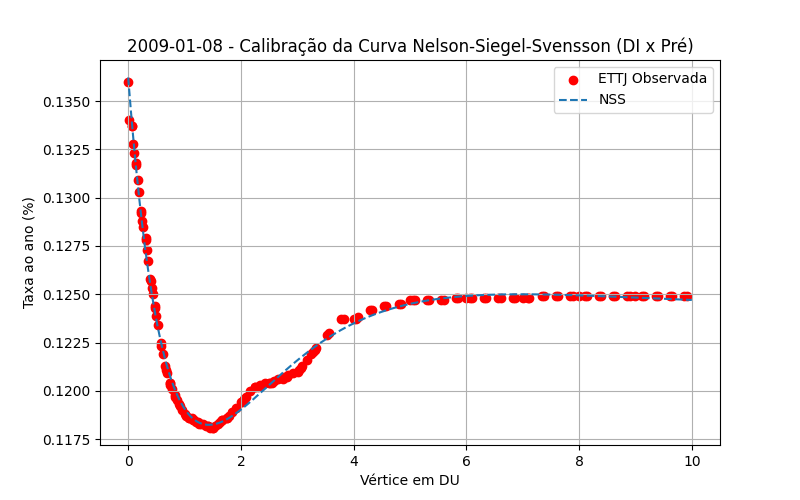 2009-01-08 - Calibração da Curva Nelson-Siegel-Svensson (DI x Pré)
ETTJ Observada
NSS
Taxa ao ano (%)
0.1350
0.1325
0.1300
0.1275
0.1250
0.1225
0.1200
0.1175
0 2 4 6 8 10
Vértice em DU